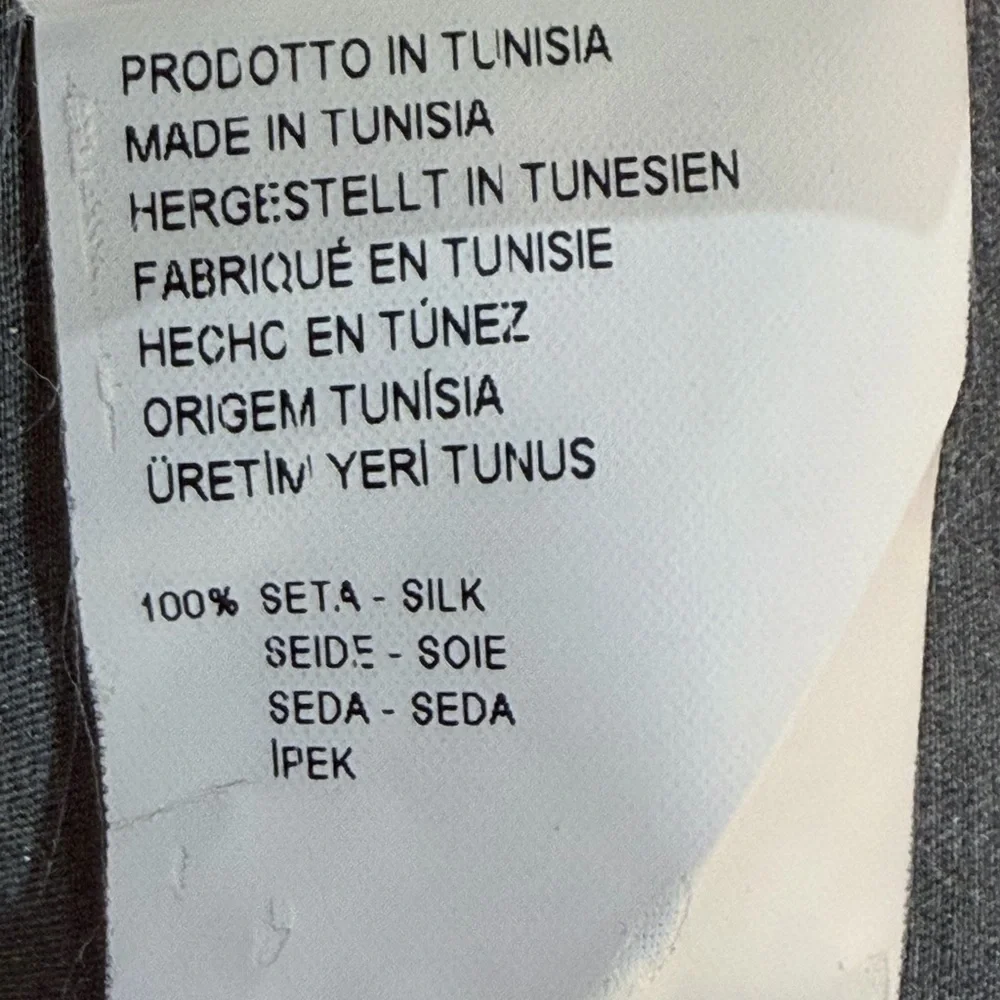 PRODOTTO IN TUNISIA
MADE IN TUNISIA
HERGESTELLT IN TUNESIEN
FABRIQUÉ EN TUNISIE
HECHO EN TÚNEZ
ORIGEM TUNÍSIA
ÜRETİM YERİ TUNUS
100% SETA - SILK
SEIDE - SOIE
SEDA - SEDA
İPEK